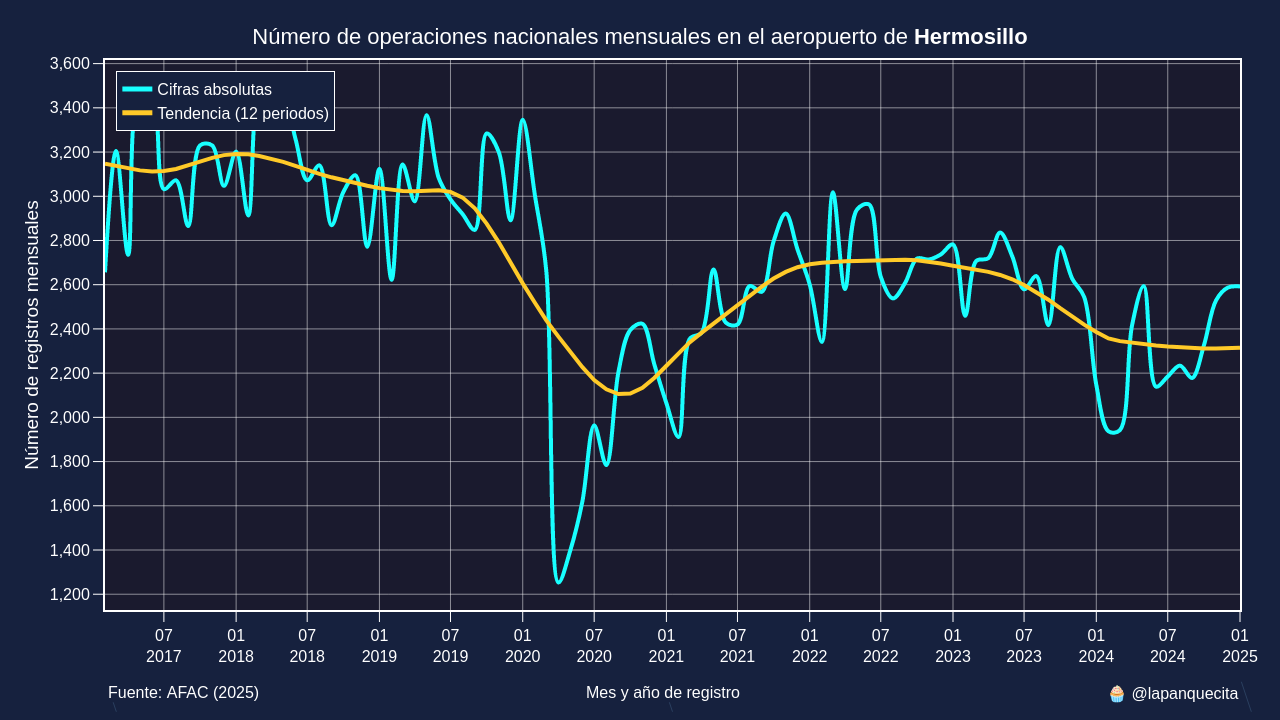 Número de operaciones nacionales mensuales en el aeropuerto de Hermosillo
Cifras absolutas
Tendencia (12 periodos)
Número de registros mensuales
3,600
3,400
3,200
3,000
2,800
2,600
2,400
2,200
2,000
1,800
1,600
1,400
1,200
07 01 07 01 07 01 07 01 07 01 07 01 07 01 07 01
2017 2018 2018 2019 2019 2020 2020 2021 2021 2022 2022 2023 2023 2024 2024 2025
Fuente: AFAC (2025) Mes y año de registro 🧁 @lapanquecita